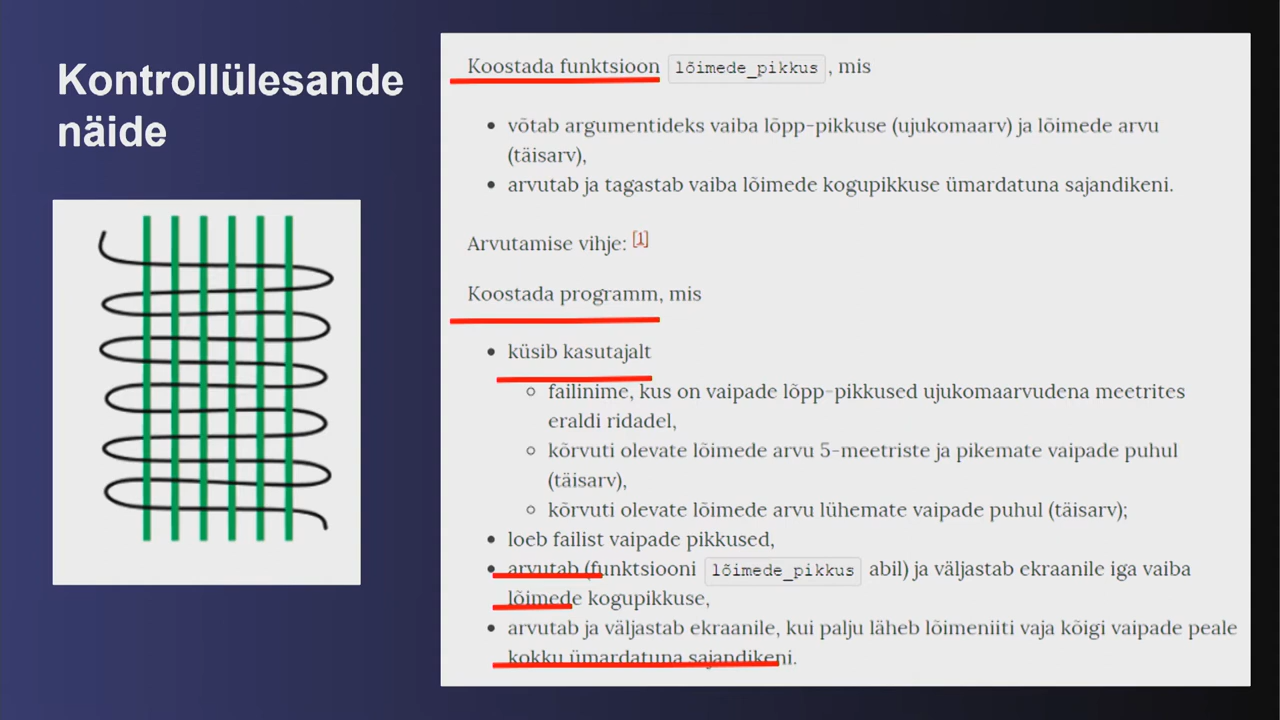 Kontrollülesande
näide
Koostada funktsioon lõimede_pikkus, mis
• võtab argumentideks vaiba lõpp-pikkuse (ujukomaarv) ja lõimede arvu
(täisarv),
• arvutab ja tagastab vaiba lõimede kogupikkuse ümardatuna sajandikeni.
Arvutamise vihje: [1]
Koostada programm, mis
• küsib kasutajalt
○ failinime, kus on vaipade lõpp-pikkused ujukomaarvudena meetrites
eraldi ridadel,
○ kõrvuti olevate lõimede arvu 5-meetriste ja pikemate vaipade puhul
(täisarv),
○ kõrvuti olevate lõimede arvu lühemate vaipade puhul (täisarv);
• loeb failist vaipade pikkused,
• arvutab (funktsiooni lõimede_pikkus abil) ja väljastab ekraanile iga vaiba
lõimede kogupikkuse,
• arvutab ja väljastab ekraanile, kui palju läheb lõimeniiti vaja kõigi vaipade peale
kokku ümardatuna sajandikeni.